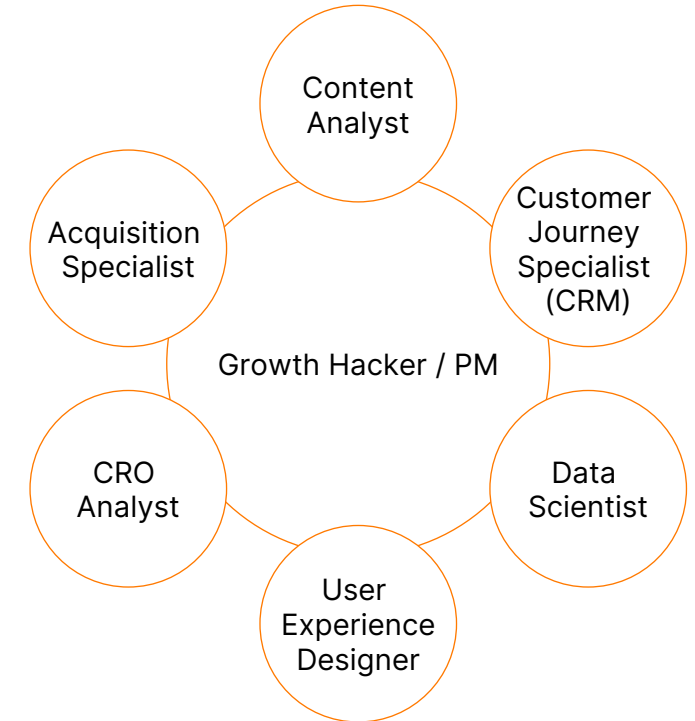 Content
Analyst
Customer
Journey
Specialist
(CRM)
Acquisition
Specialist
Growth Hacker / PM
CRO
Analyst
Data
Scientist
User
Experience
Designer